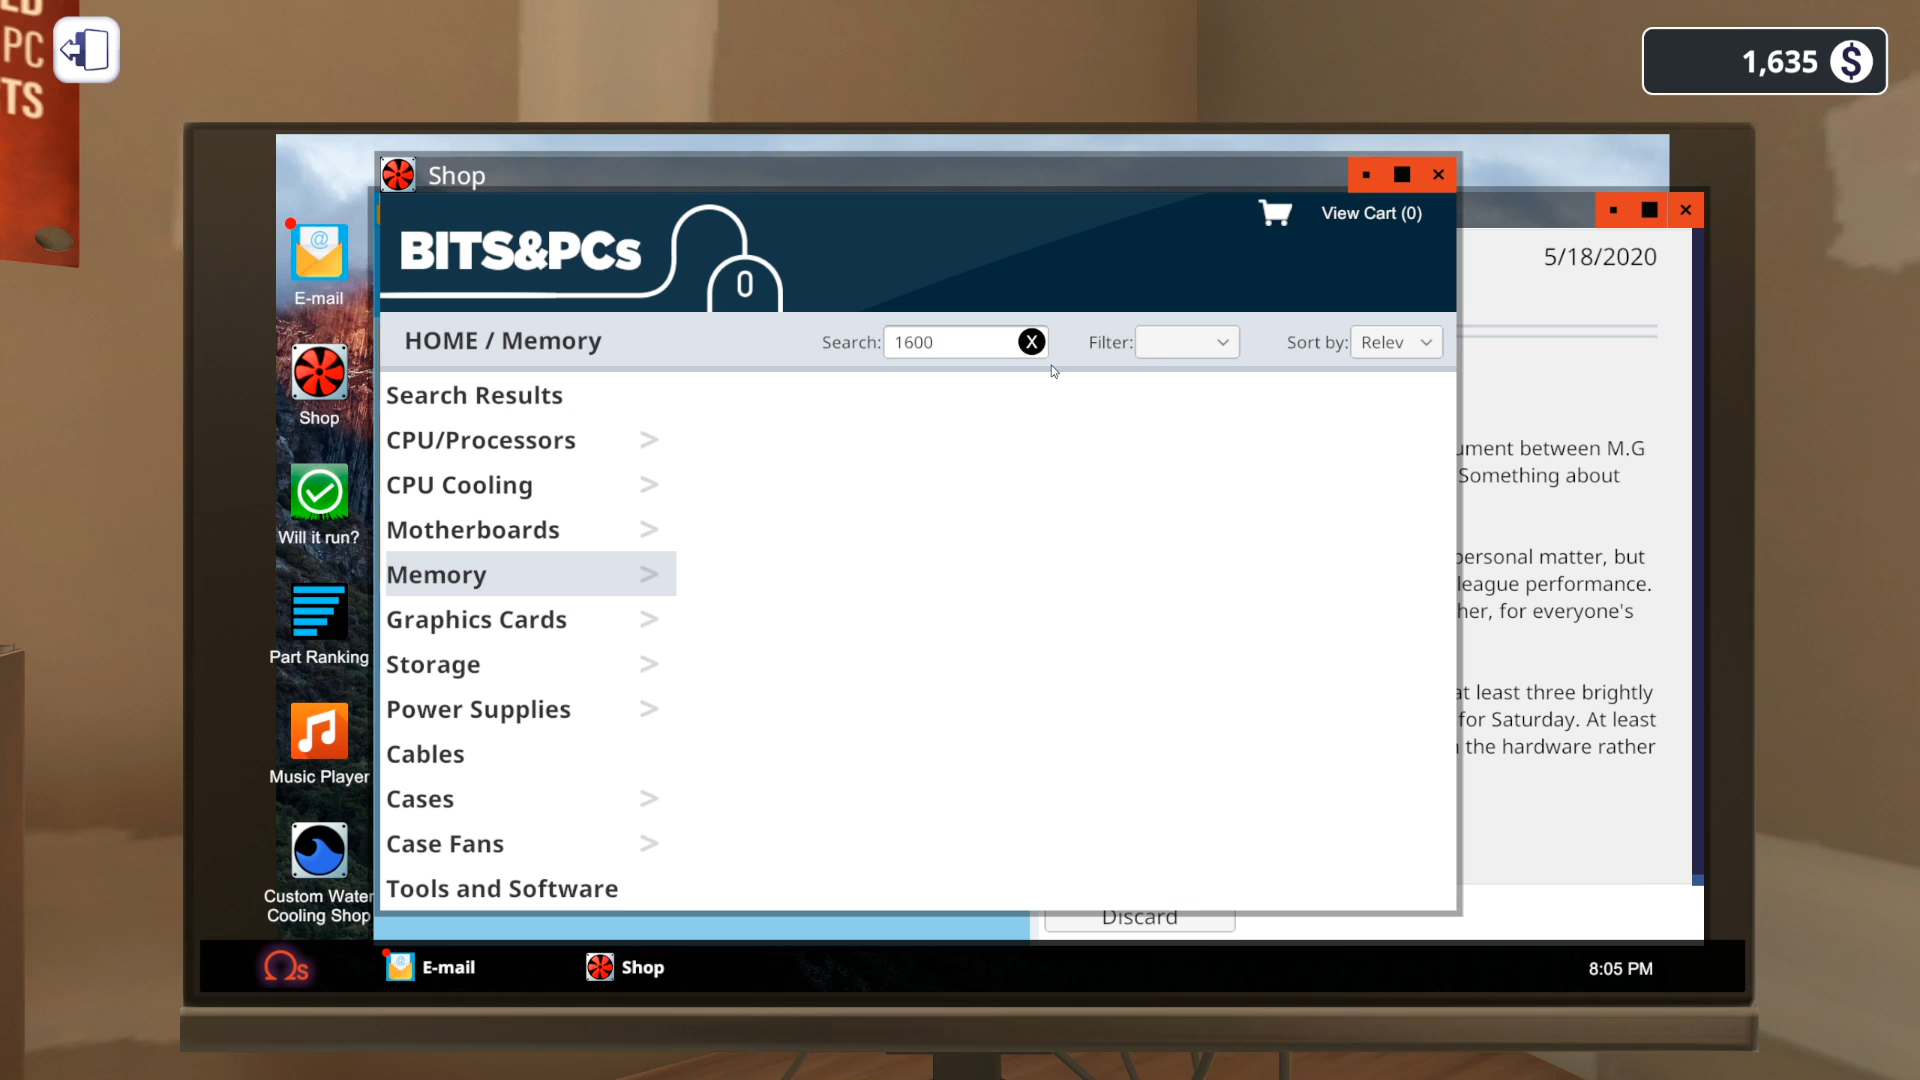 PC
TS
1,635
Shop
View Cart (0)
BITS&PCs
5/18/2020
E-mail
HOME / Memory
Search: 1600 X
Filter:
Sort by: Relev
Shop
Will it run?
Part Ranking
Music Player
Custom Water
Cooling Shop
Search Results
CPU/Processors >
CPU Cooling >
Motherboards >
Memory >
Graphics Cards >
Storage >
Power Supplies >
Cables
Cases >
Case Fans >
Tools and Software
ument between M.G
Something about
personal matter, but
league performance.
her, for everyone's
at least three brightly
for Saturday. At least
the hardware rather
Discard
Ωs
E-mail
Shop
8:05 PM